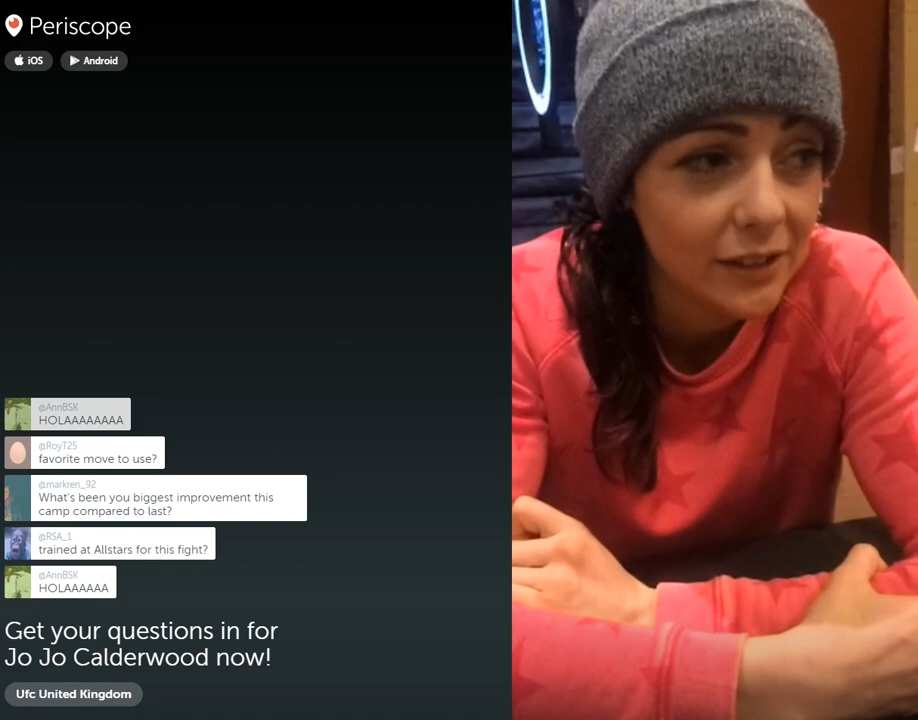 Periscope
iOS
Android
@AnnBSK
HOLAAAAAAAA
@RoyT25
favorite move to use?
@markren_92
What's been you biggest improvement this
camp compared to last?
@RSA_1
trained at Allstars for this fight?
@AnnBSK
HOLAAAAAA
Get your questions in for
Jo Jo Calderwood now!
Ufc United Kingdom